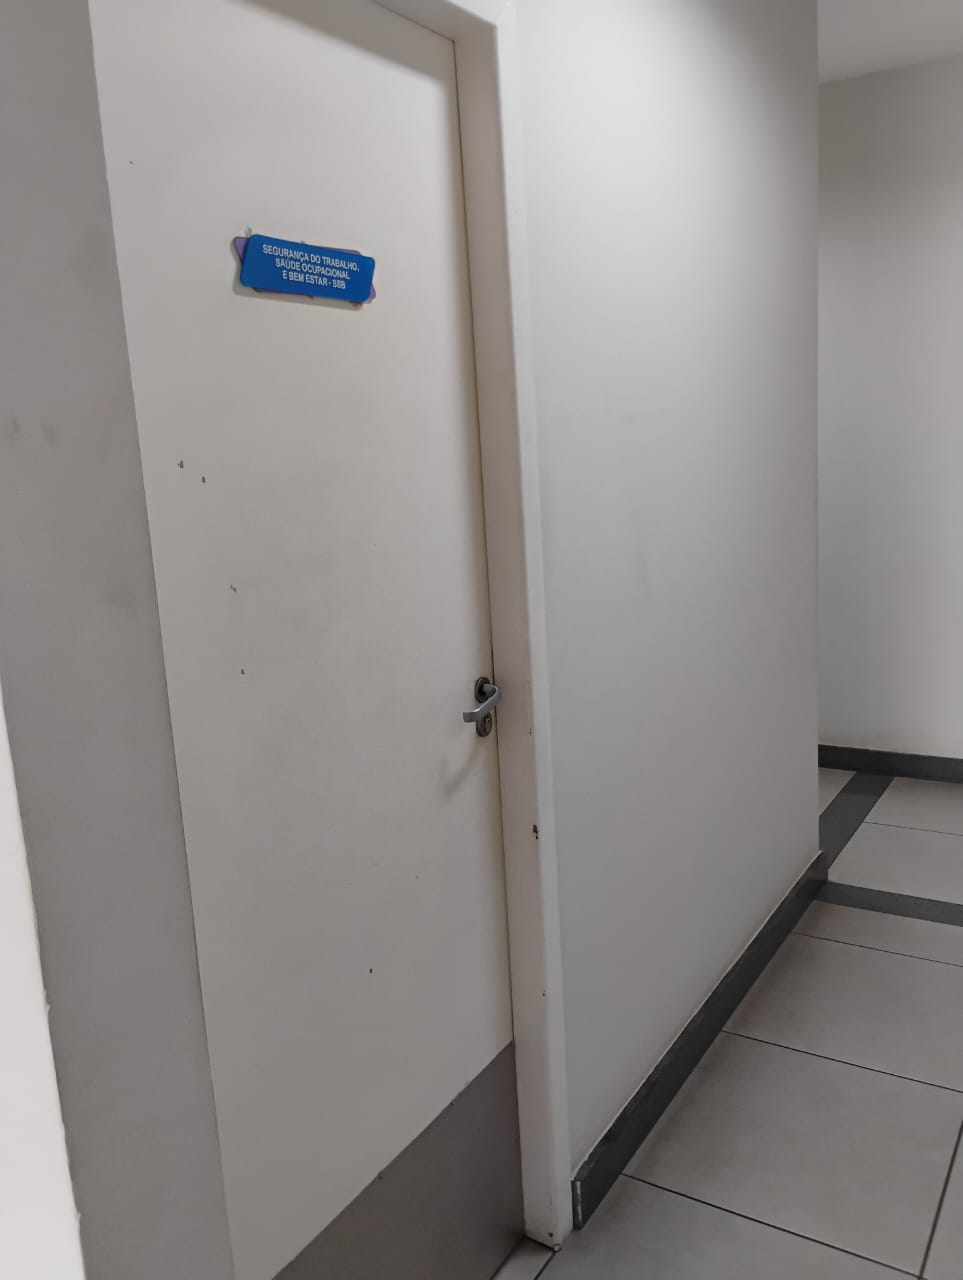 SEGURANÇA DO TRABALHO,
SAÚDE OCUPACIONAL
E BEM ESTAR - SSB